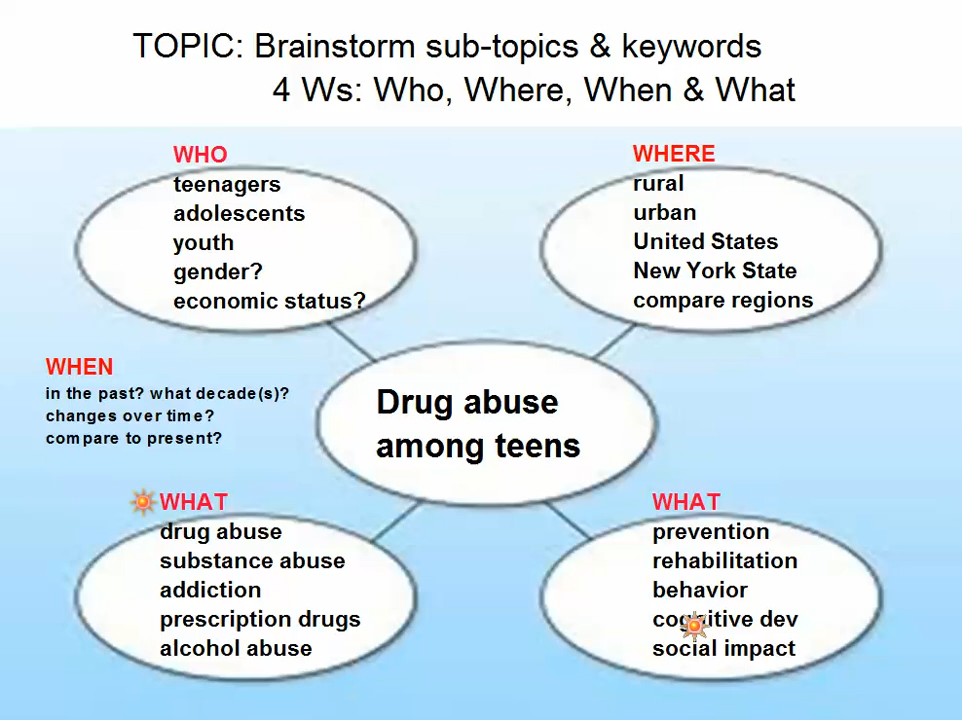 TOPIC: Brainstorm sub-topics & keywords
4 Ws: Who, Where, When & What
WHO
teenagers
adolescents
youth
gender?
economic status?
WHERE
rural
urban
United States
New York State
compare regions
WHEN
in the past? what decade(s)?
changes over time?
compare to present?
Drug abuse
among teens
WHAT
drug abuse
substance abuse
addiction
prescription drugs
alcohol abuse
WHAT
prevention
rehabilitation
behavior
cognitive dev
social impact